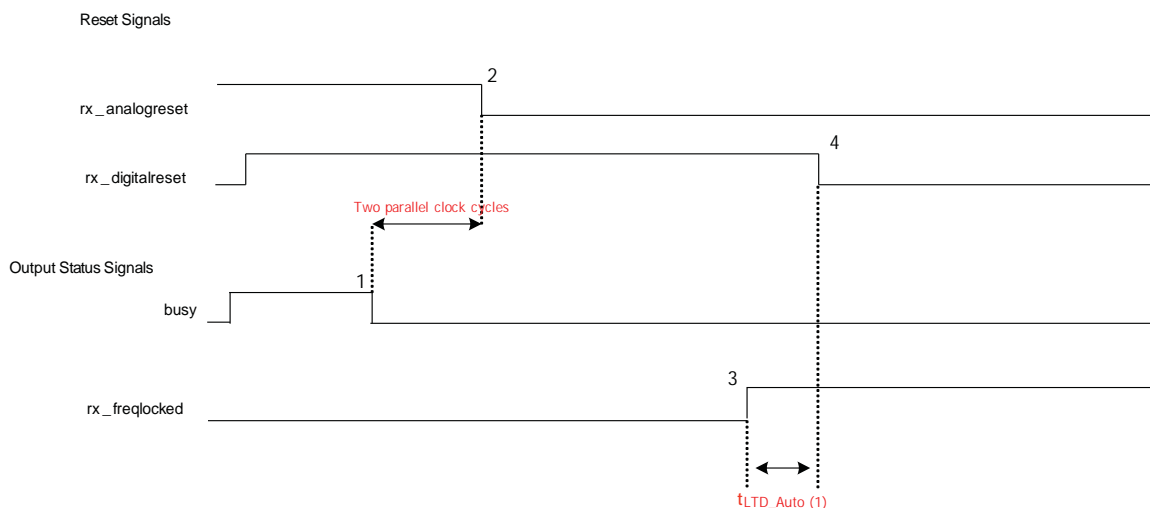 Reset Signals
2
rx_analogreset
4
rx_digitalreset
Two parallel clock cycles
Output Status Signals
1
busy
3
rx_freqlocked
tLTD_Auto (1)